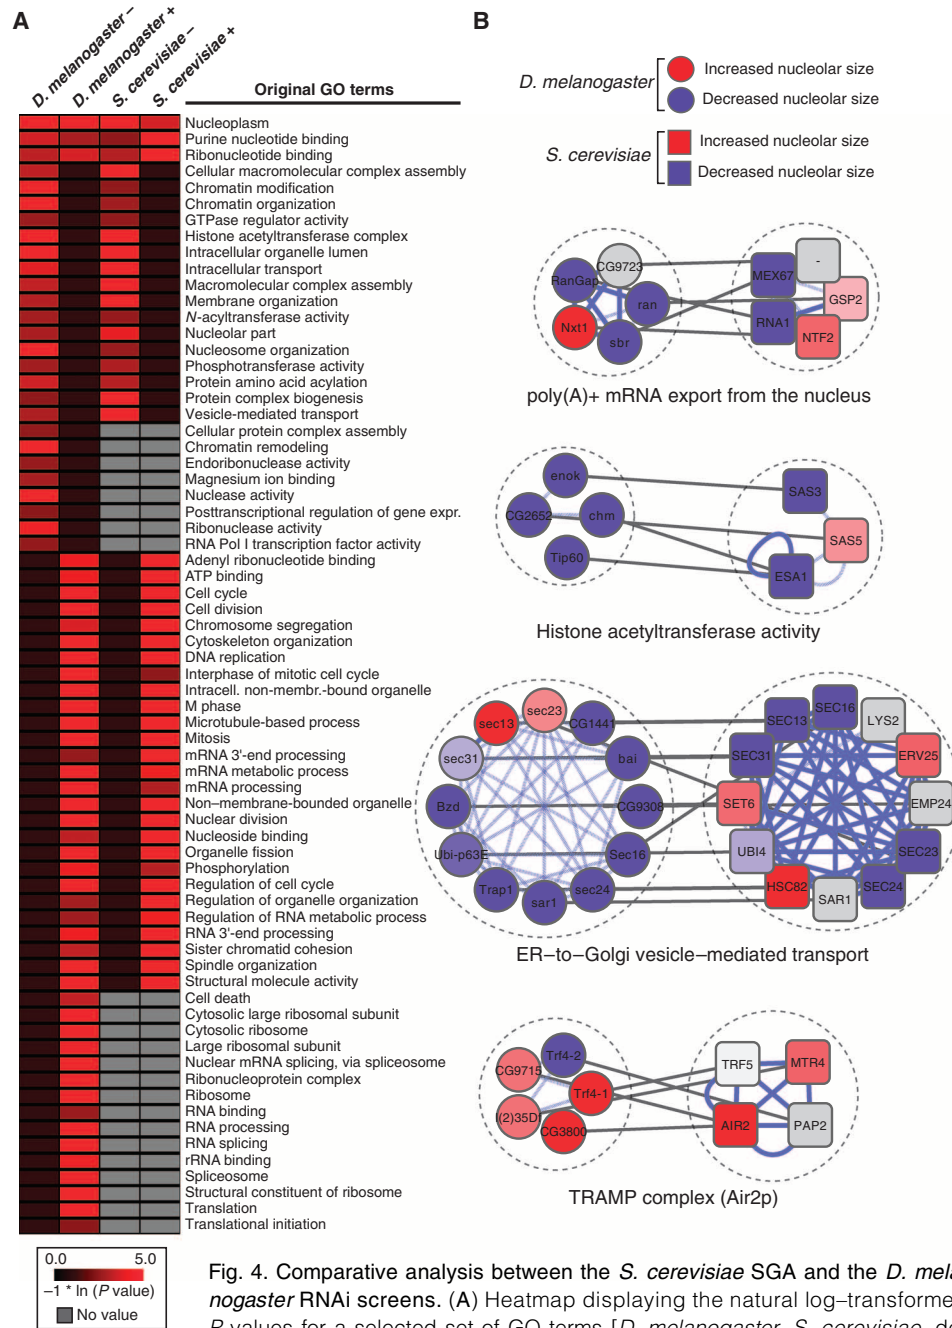 A
D. melanogaster –
D. melanogaster +
S. cerevisiae –
S. cerevisiae +
Original GO terms
Nucleoplasm
Purine nucleotide binding
Ribonucleotide binding
Cellular macromolecular complex assembly
Chromatin modification
Chromatin organization
GTPase regulator activity
Histone acetyltransferase complex
Intracellular organelle lumen
Intracellular transport
Macromolecular complex assembly
Membrane organization
N-acyltransferase activity
Nucleolar part
Nucleosome organization
Phosphotransferase activity
Protein amino acid acylation
Protein complex biogenesis
Vesicle-mediated transport
Cellular protein complex assembly
Chromatin remodeling
Endoribonuclease activity
Magnesium ion binding
Nuclease activity
Posttranscriptional regulation of gene expr.
Ribonuclease activity
RNA Pol I transcription factor activity
Adenyl ribonucleotide binding
ATP binding
Cell cycle
Cell division
Chromosome segregation
Cytoskeleton organization
DNA replication
Interphase of mitotic cell cycle
Intracell. non-membr.-bound organelle
M phase
Microtubule-based process
Mitosis
mRNA 3'-end processing
mRNA metabolic process
mRNA processing
Non–membrane-bounded organelle
Nuclear division
Nucleoside binding
Organelle fission
Phosphorylation
Regulation of cell cycle
Regulation of organelle organization
Regulation of RNA metabolic process
RNA 3'-end processing
Sister chromatid cohesion
Spindle organization
Structural molecule activity
Cell death
Cytosolic large ribosomal subunit
Cytosolic ribosome
Large ribosomal subunit
Nuclear mRNA splicing, via spliceosome
Ribonucleoprotein complex
Ribosome
RNA binding
RNA processing
RNA splicing
rRNA binding
Spliceosome
Structural constituent of ribosome
Translation
Translational initiation
0.0 5.0
–1 * ln (P value)
No value
B
D. melanogaster
Increased nucleolar size
Decreased nucleolar size
S. cerevisiae
Increased nucleolar size
Decreased nucleolar size
CG9723
RanGap
ran
Nxt1
sbr
-
MEX67
GSP2
RNA1
NTF2
poly(A)+ mRNA export from the nucleus
enok
CG2652
chm
Tip60
SAS3
SAS5
ESA1
Histone acetyltransferase activity
sec23
sec13
CG1441
sec31
bai
Bzd
CG9308
Ubi-p63E
Sec16
Trap1
sec24
sar1
SEC16
SEC13
LYS2
SEC31
ERV25
SET6
EMP24
UBI4
SEC23
HSC82
SEC24
SAR1
ER–to–Golgi vesicle–mediated transport
Trf4-2
CG9715
Trf4-1
l(2)35Df
CG3800
TRF5
MTR4
AIR2
PAP2
TRAMP complex (Air2p)
Fig. 4. Comparative analysis between the S. cerevisiae SGA and the D. mela
nogaster RNAi screens. (A) Heatmap displaying the natural log–transforme
P values for a selected set of GO terms [D. melanogaster, S. cerevisiae, d